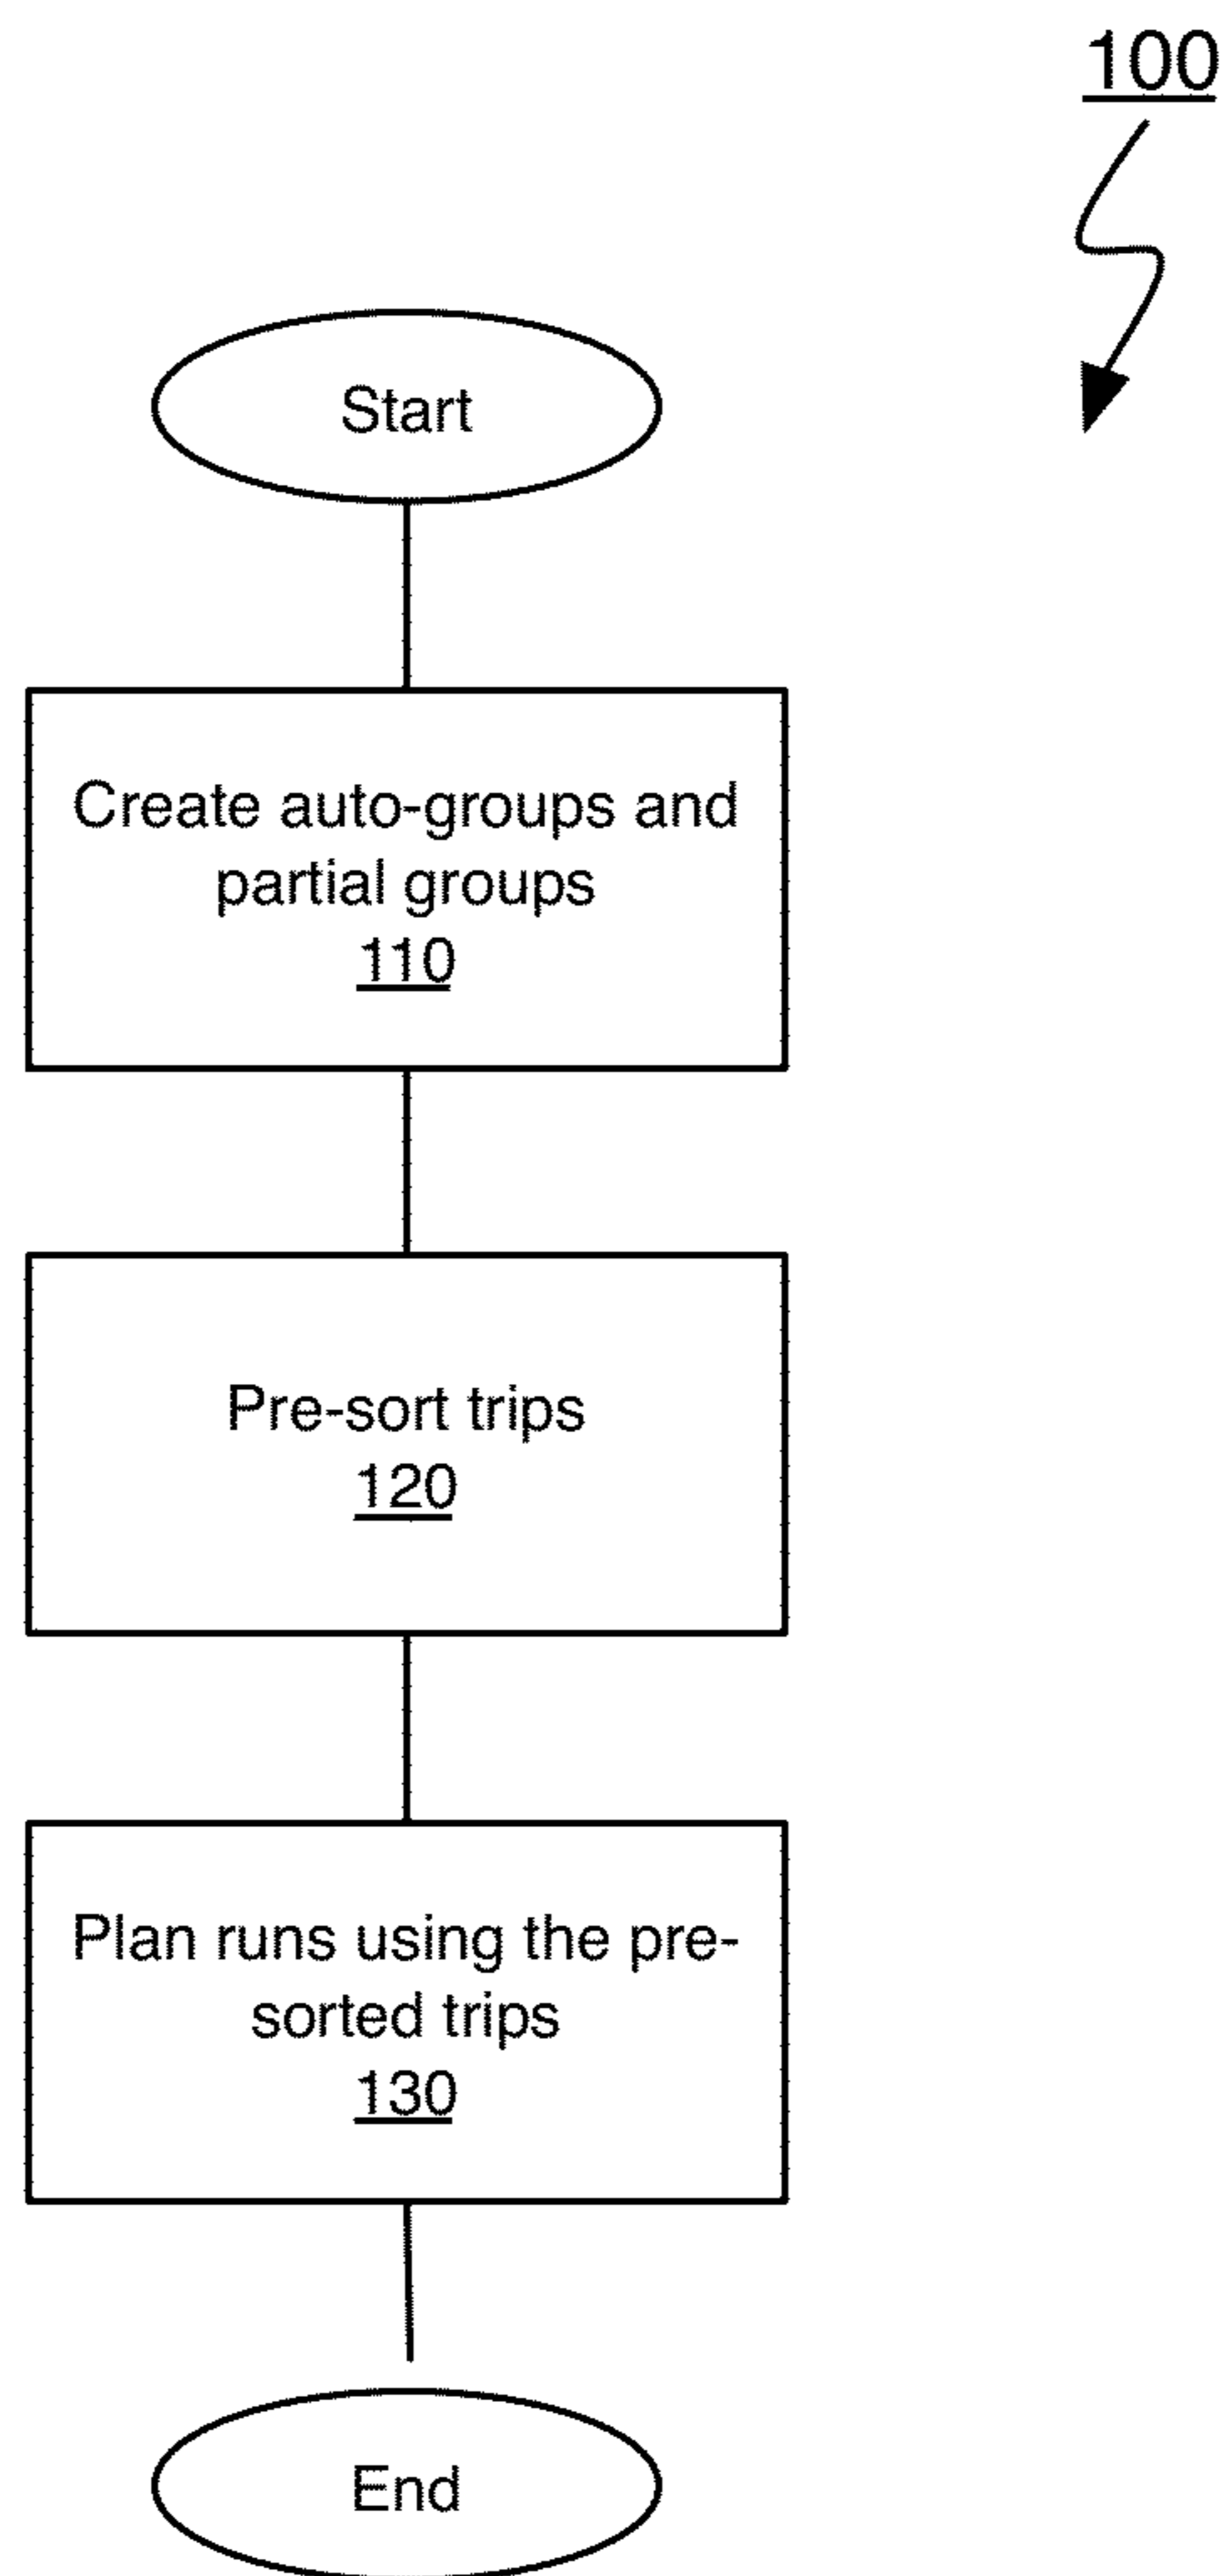 100
Start
Create auto-groups and
partial groups
110
Pre-sort trips
120
Plan runs using the pre-
sorted trips
130
End